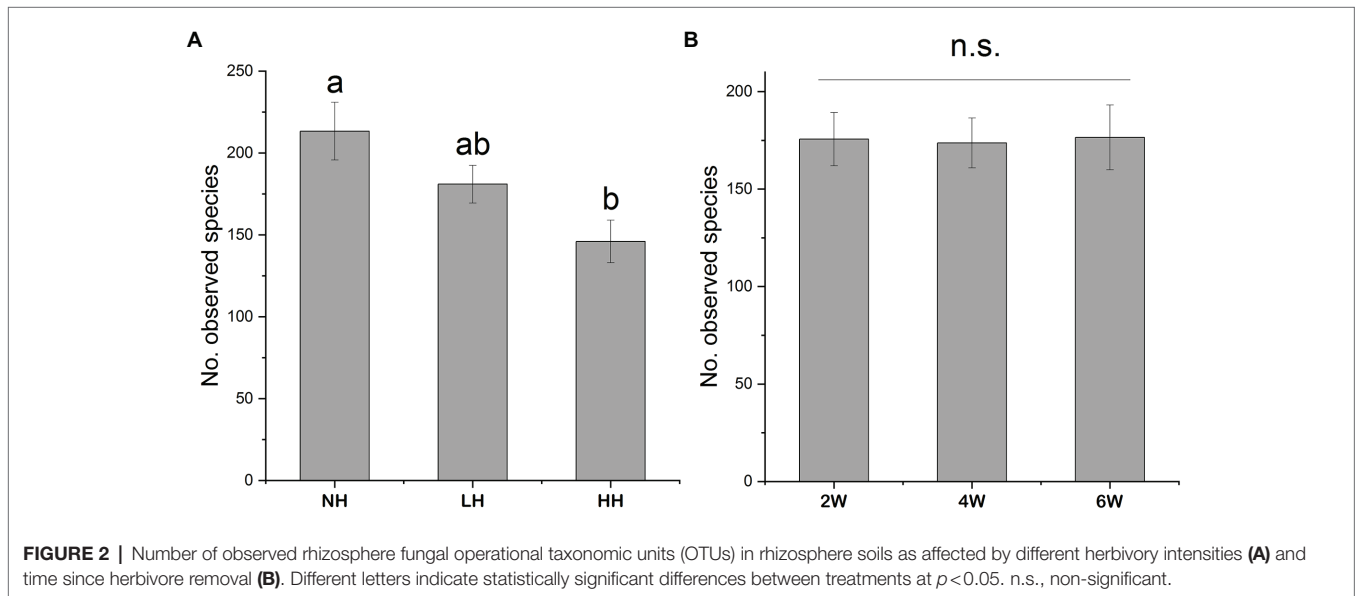 A
B
n.s.
250
200
150
100
50
0
No. observed species
a
ab
b
NH LH HH
200
150
100
50
0
No. observed species
2W 4W 6W
FIGURE 2 | Number of observed rhizosphere fungal operational taxonomic units (OTUs) in rhizosphere soils as affected by different herbivory intensities (A) and
time since herbivore removal (B). Different letters indicate statistically significant differences between treatments at p<0.05. n.s., non-significant.